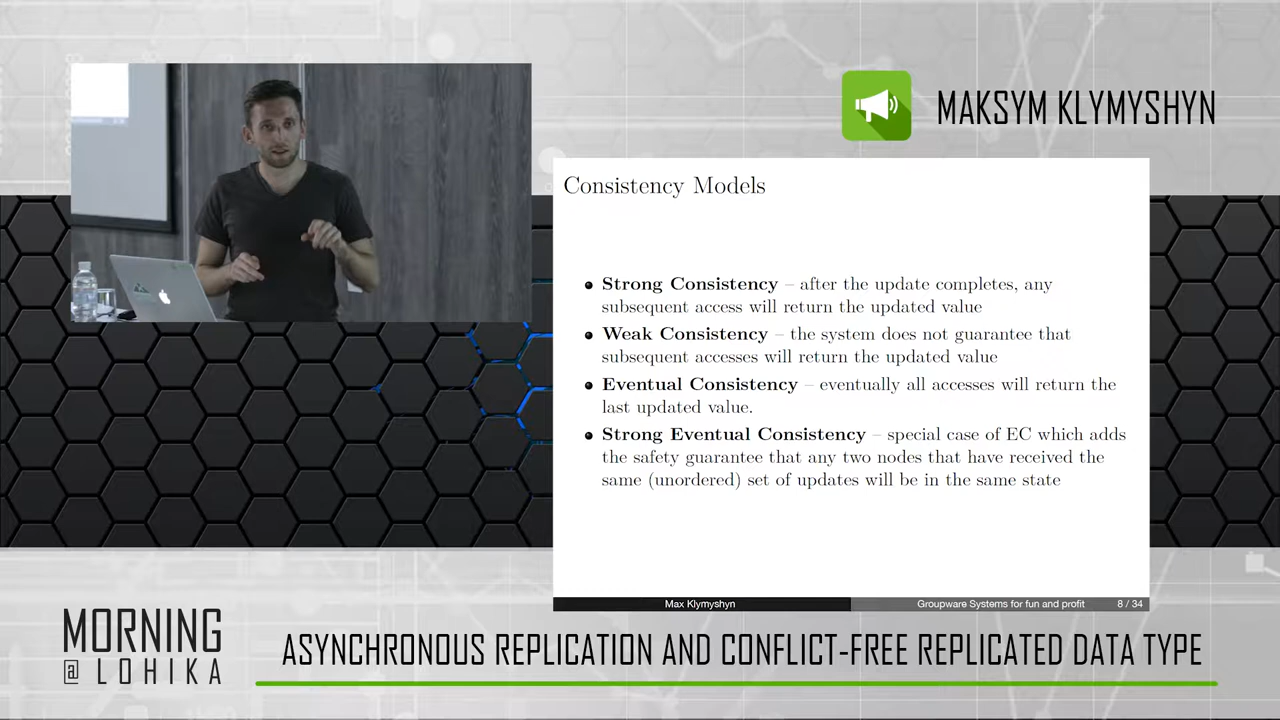 MAKSYM KLYMYSHYN
Consistency Models
Strong Consistency – after the update completes, any
subsequent access will return the updated value
Weak Consistency – the system does not guarantee that
subsequent accesses will return the updated value
Eventual Consistency – eventually all accesses will return the
last updated value.
Strong Eventual Consistency – special case of EC which adds
the safety guarantee that any two nodes that have received the
same (unordered) set of updates will be in the same state
Max Klymyshyn
Groupware Systems for fun and profit 8 / 34
MORNING
@ LOHIKA
ASYNCHRONOUS REPLICATION AND CONFLICT-FREE REPLICATED DATA TYPE